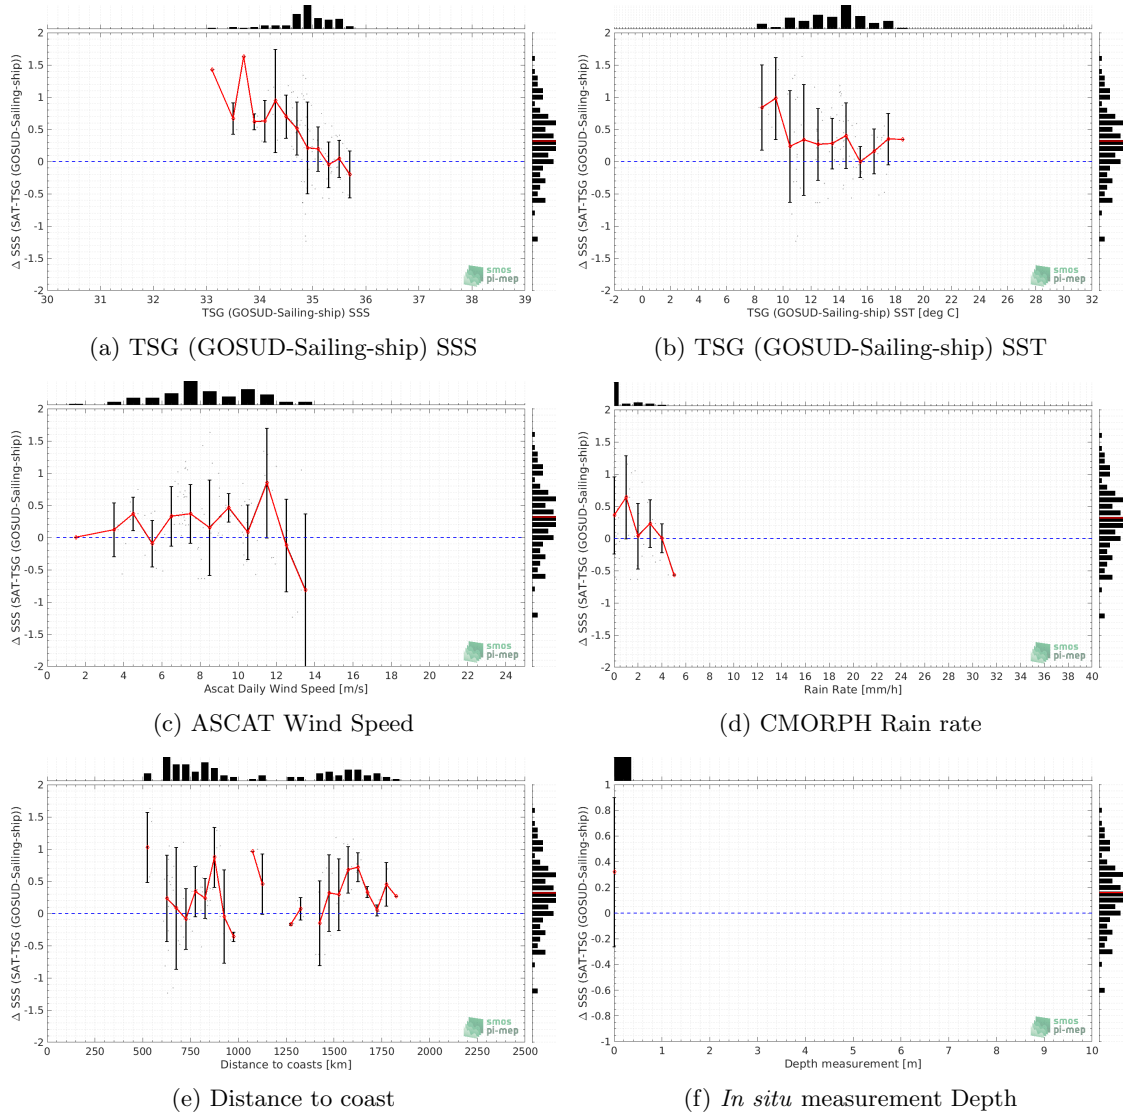 2
1.5
1
0.5
0
-0.5
-1
-1.5
-2
Δ SSS (SAT-TSG (GOSUD-Sailing-ship))
30 31 32 33 34 35 36 37 38 39
TSG (GOSUD-Sailing-ship) SSS
smos
pi-mep
(a) TSG (GOSUD-Sailing-ship) SSS
2
1.5
1
0.5
0
-0.5
-1
-1.5
-2
Δ SSS (SAT-TSG (GOSUD-Sailing-ship))
-2 0 2 4 6 8 10 12 14 16 18 20 22 24 26 28 30 32
TSG (GOSUD-Sailing-ship) SST [deg C]
smos
pi-mep
(b) TSG (GOSUD-Sailing-ship) SST
2
1.5
1
0.5
0
-0.5
-1
-1.5
-2
Δ SSS (SAT-TSG (GOSUD-Sailing-ship))
0 2 4 6 8 10 12 14 16 18 20 22 24
Ascat Daily Wind Speed [m/s]
smos
pi-mep
(c) ASCAT Wind Speed
2
1.5
1
0.5
0
-0.5
-1
-1.5
-2
Δ SSS (SAT-TSG (GOSUD-Sailing-ship))
0 2 4 6 8 10 12 14 16 18 20 22 24 26 28 30 32 34 36 38 40
Rain Rate [mm/h]
smos
pi-mep
(d) CMORPH Rain rate
2
1.5
1
0.5
0
-0.5
-1
-1.5
-2
Δ SSS (SAT-TSG (GOSUD-Sailing-ship))
0 250 500 750 1000 1250 1500 1750 2000 2250 2500
Distance to coasts [km]
smos
pi-mep
(e) Distance to coast
1
0.8
0.6
0.4
0.2
0
-0.2
-0.4
-0.6
-0.8
-1
Δ SSS (SAT-TSG (GOSUD-Sailing-ship))
0 1 2 3 4 5 6 7 8 9 10
Depth measurement [m]
smos
pi-mep
(f) In situ measurement Depth